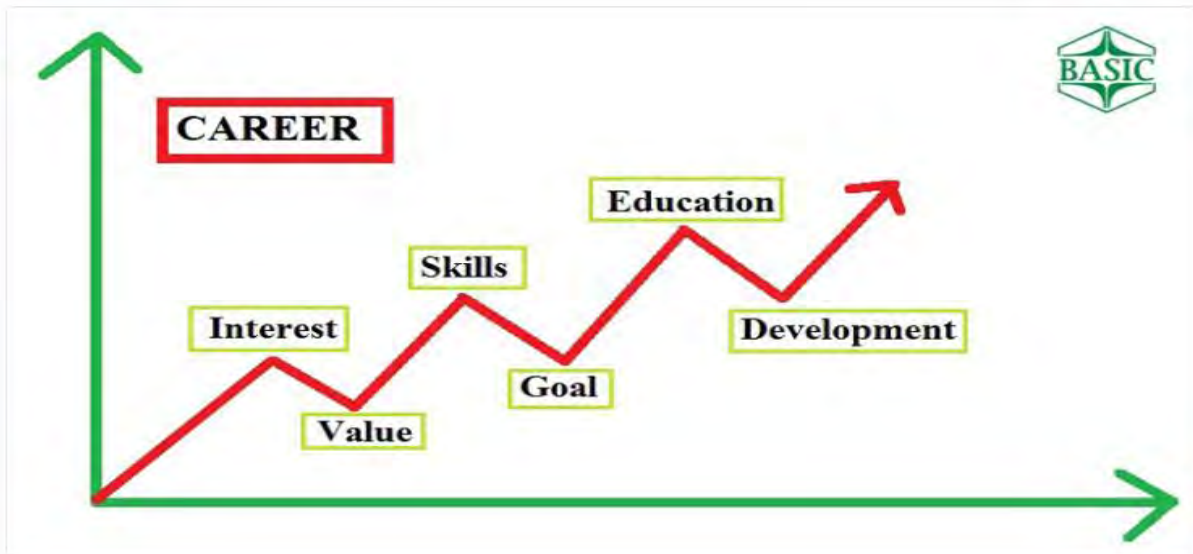 BASIC
CAREER
Education
Skills
Interest
Development
Goal
Value